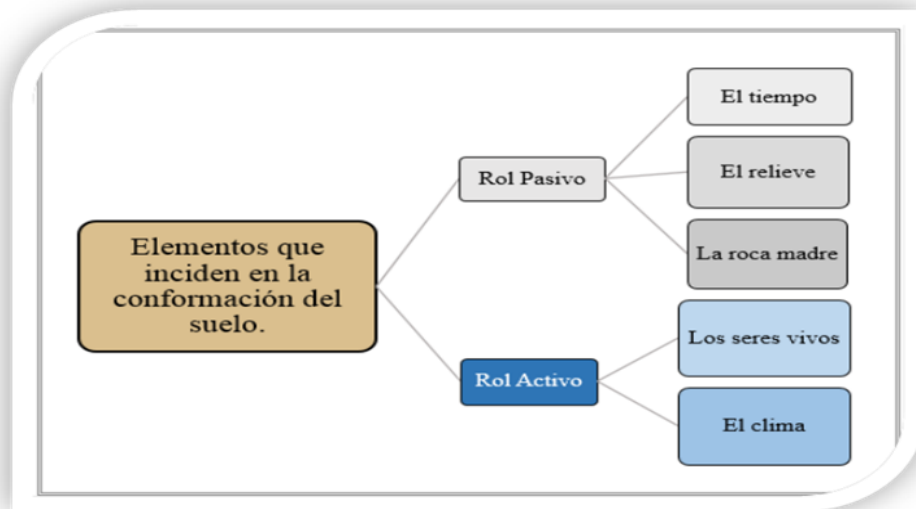 Elementos que
inciden en la
conformación del
suelo.
Rol Pasivo
El tiempo
El relieve
La roca madre
Rol Activo
Los seres vivos
El clima